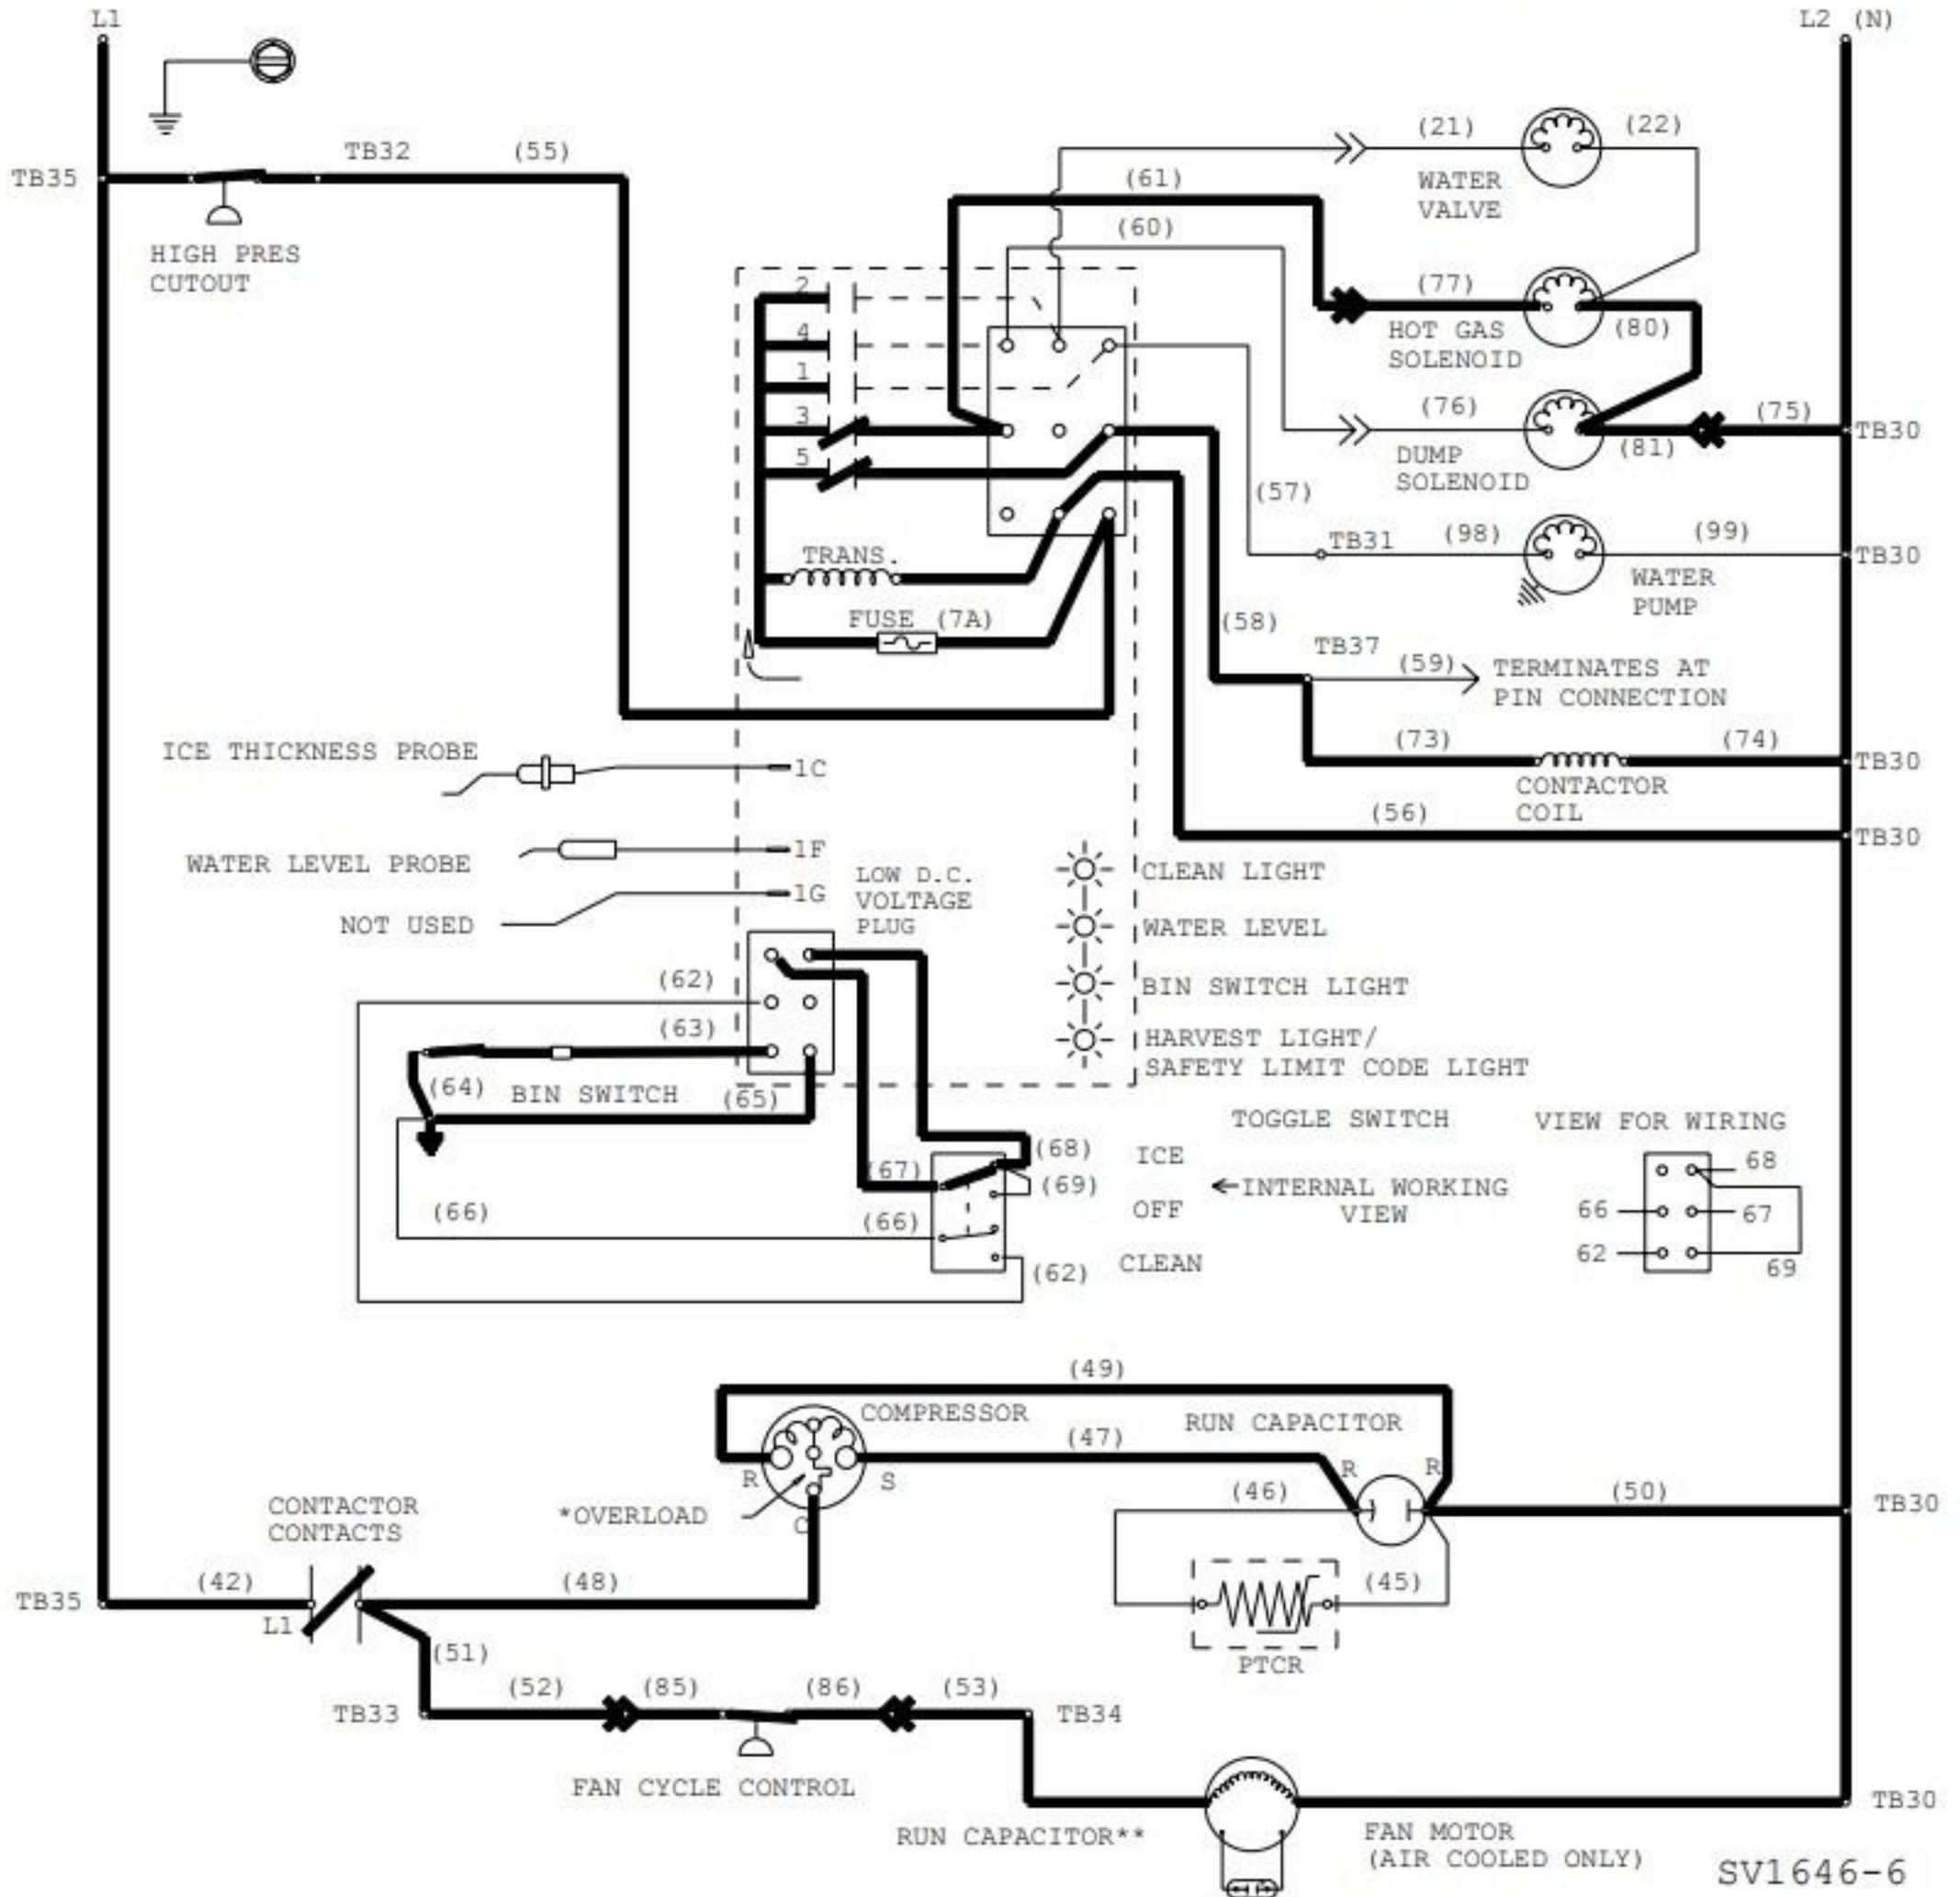 L1
L2 (N)
TB35
TB32
(55)
HIGH PRES
CUTOUT
(21)
(22)
WATER
VALVE
(61)
(60)
(77)
HOT GAS
SOLENOID
(80)
2
4
1
3
5
(76)
(75)
TB30
DUMP
SOLENOID
(81)
(57)
TB31
(98)
(99)
TB30
WATER
PUMP
TRANS.
FUSE (7A)
(58)
TB37
(59)
TERMINATES AT
PIN CONNECTION
(73)
(74)
TB30
CONTACTOR
COIL
(56)
TB30
ICE THICKNESS PROBE
1C
WATER LEVEL PROBE
1F
1G
NOT USED
LOW D.C.
VOLTAGE
PLUG
CLEAN LIGHT
WATER LEVEL
BIN SWITCH LIGHT
HARVEST LIGHT/
SAFETY LIMIT CODE LIGHT
(62)
(63)
(64)
BIN SWITCH
(65)
(66)
(67)
(66)
(68)
(69)
(62)
TOGGLE SWITCH
ICE
INTERNAL WORKING
VIEW
OFF
CLEAN
VIEW FOR WIRING
68
66
67
62
69
(49)
COMPRESSOR
RUN CAPACITOR
(47)
R
S
C
R
R
*OVERLOAD
(46)
(50)
TB30
CONTACTOR
CONTACTS
(42)
TB35
L1
(48)
(45)
PTCR
(51)
TB33
(52)
(85)
(86)
(53)
TB34
FAN CYCLE CONTROL
TB30
RUN CAPACITOR**
FAN MOTOR
(AIR COOLED ONLY)
SV1646-6